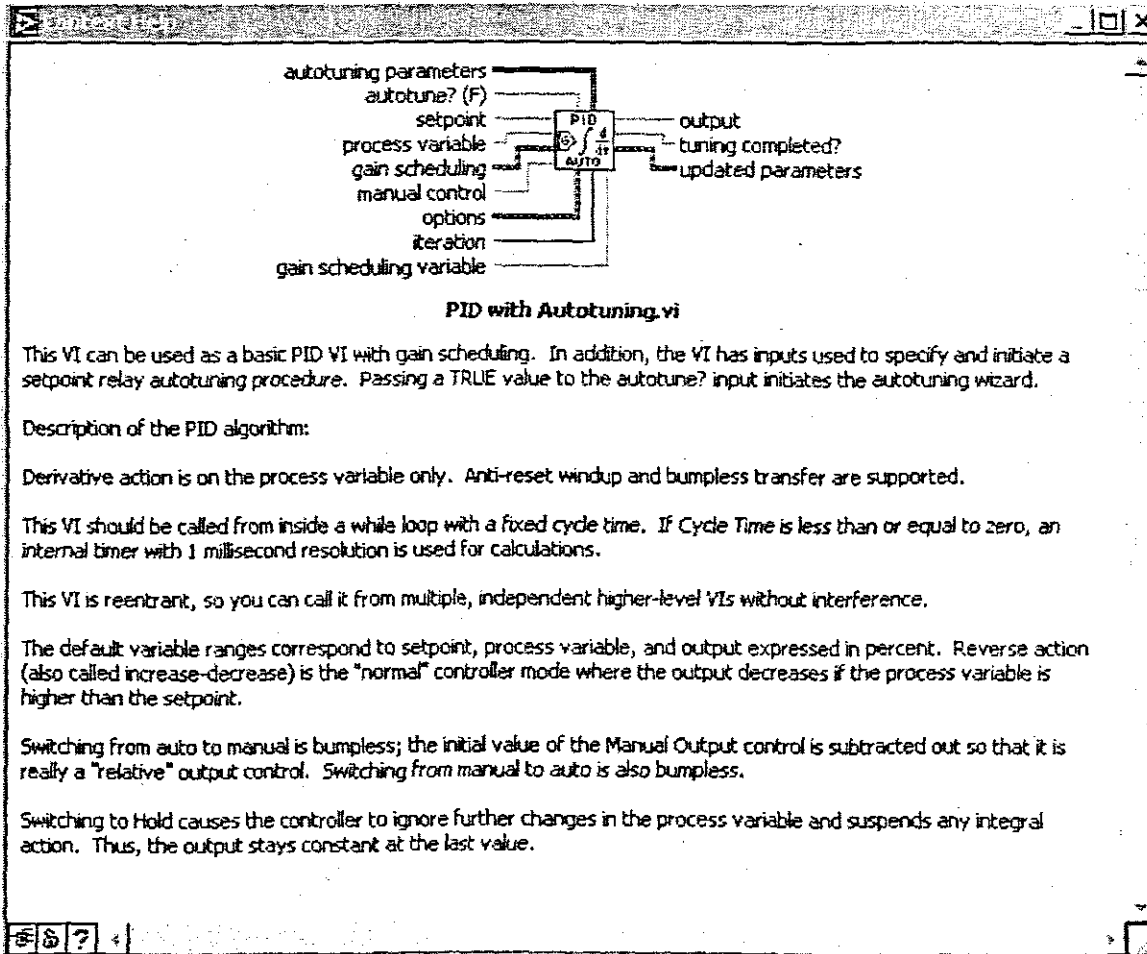 Context Help
autotuning parameters
autotune? (F)
setpoint
process variable
gain scheduling
manual control
options
iteration
gain scheduling variable
PID
AUTO
output
tuning completed?
updated parameters
PID with Autotuning.vi
This VI can be used as a basic PID VI with gain scheduling. In addition, the VI has inputs used to specify and initiate a
setpoint relay autotuning procedure. Passing a TRUE value to the autotune? input initiates the autotuning wizard.
Description of the PID algorithm:
Derivative action is on the process variable only. Anti-reset windup and bumpless transfer are supported.
This VI should be called from inside a while loop with a fixed cycle time. If Cycle Time is less than or equal to zero, an
internal timer with 1 millisecond resolution is used for calculations.
This VI is reentrant, so you can call it from multiple, independent higher-level VIs without interference.
The default variable ranges correspond to setpoint, process variable, and output expressed in percent. Reverse action
(also called increase-decrease) is the "normal" controller mode where the output decreases if the process variable is
higher than the setpoint.
Switching from auto to manual is bumpless; the initial value of the Manual Output control is subtracted out so that it is
really a "relative" output control. Switching from manual to auto is also bumpless.
Switching to Hold causes the controller to ignore further changes in the process variable and suspends any integral
action. Thus, the output stays constant at the last value.
?